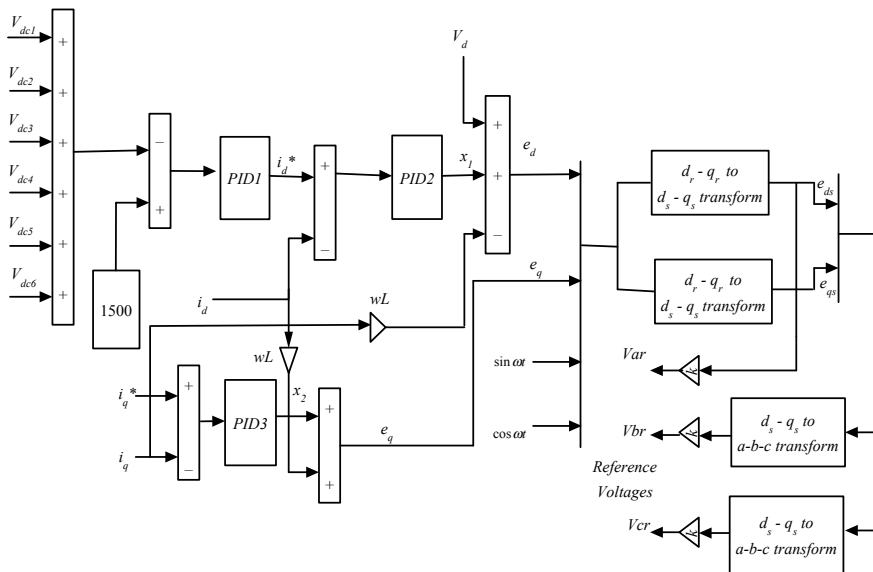 V_dc1
+
V_dc2
+
V_dc3
+
V_dc4
+
V_dc5
+
V_dc6
+
1500
−
+
PID1
i_d*
+
−
PID2
x_1
V_d
+
+
−
e_d
i_d
wL
wL
i_q*
i_q
+
−
PID3
x_2
+
+
e_q
e_q
sin ωt
cos ωt
d_r - q_r to
d_s - q_s transform
d_r - q_r to
d_s - q_s transform
e_ds
e_qs
Var
k
Vbr
k
d_s - q_s to
a-b-c transform
Reference
Voltages
Vcr
k
d_s - q_s to
a-b-c transform